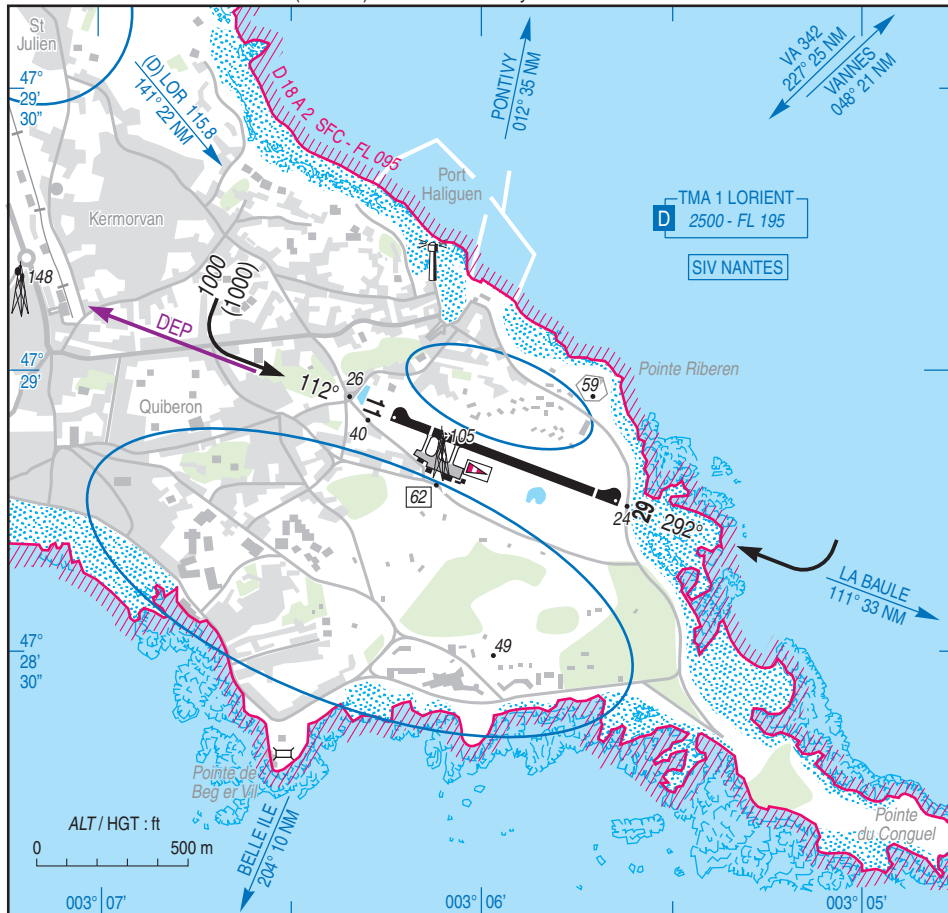 St
Julien
47°
29'
30"
(D) LOR 115.8
141° 22 NM
D 18 A 2 SFC - FL 095
PONTIVY
012° 35 NM
VA 342
227° 25 NM
VANNES
048° 21 NM
Port
Haliguen
TMA 1 LORIENT
D
2500 - FL 195
SIV NANTES
Kermorvan
148
1000
(1000)
DEP
47°
29'
112°
26
11
40
Quiberon
59
Pointe Riberen
105
62
24
29
292°
LA BAULE
111° 33 NM
47°
28'
30"
49
Pointe de
Beg er Vil
BELLE ILE
204° 10 NM
Pointe
du Conguel
ALT / HGT : ft
0 500 m
003° 07'
003° 06'
003° 05'